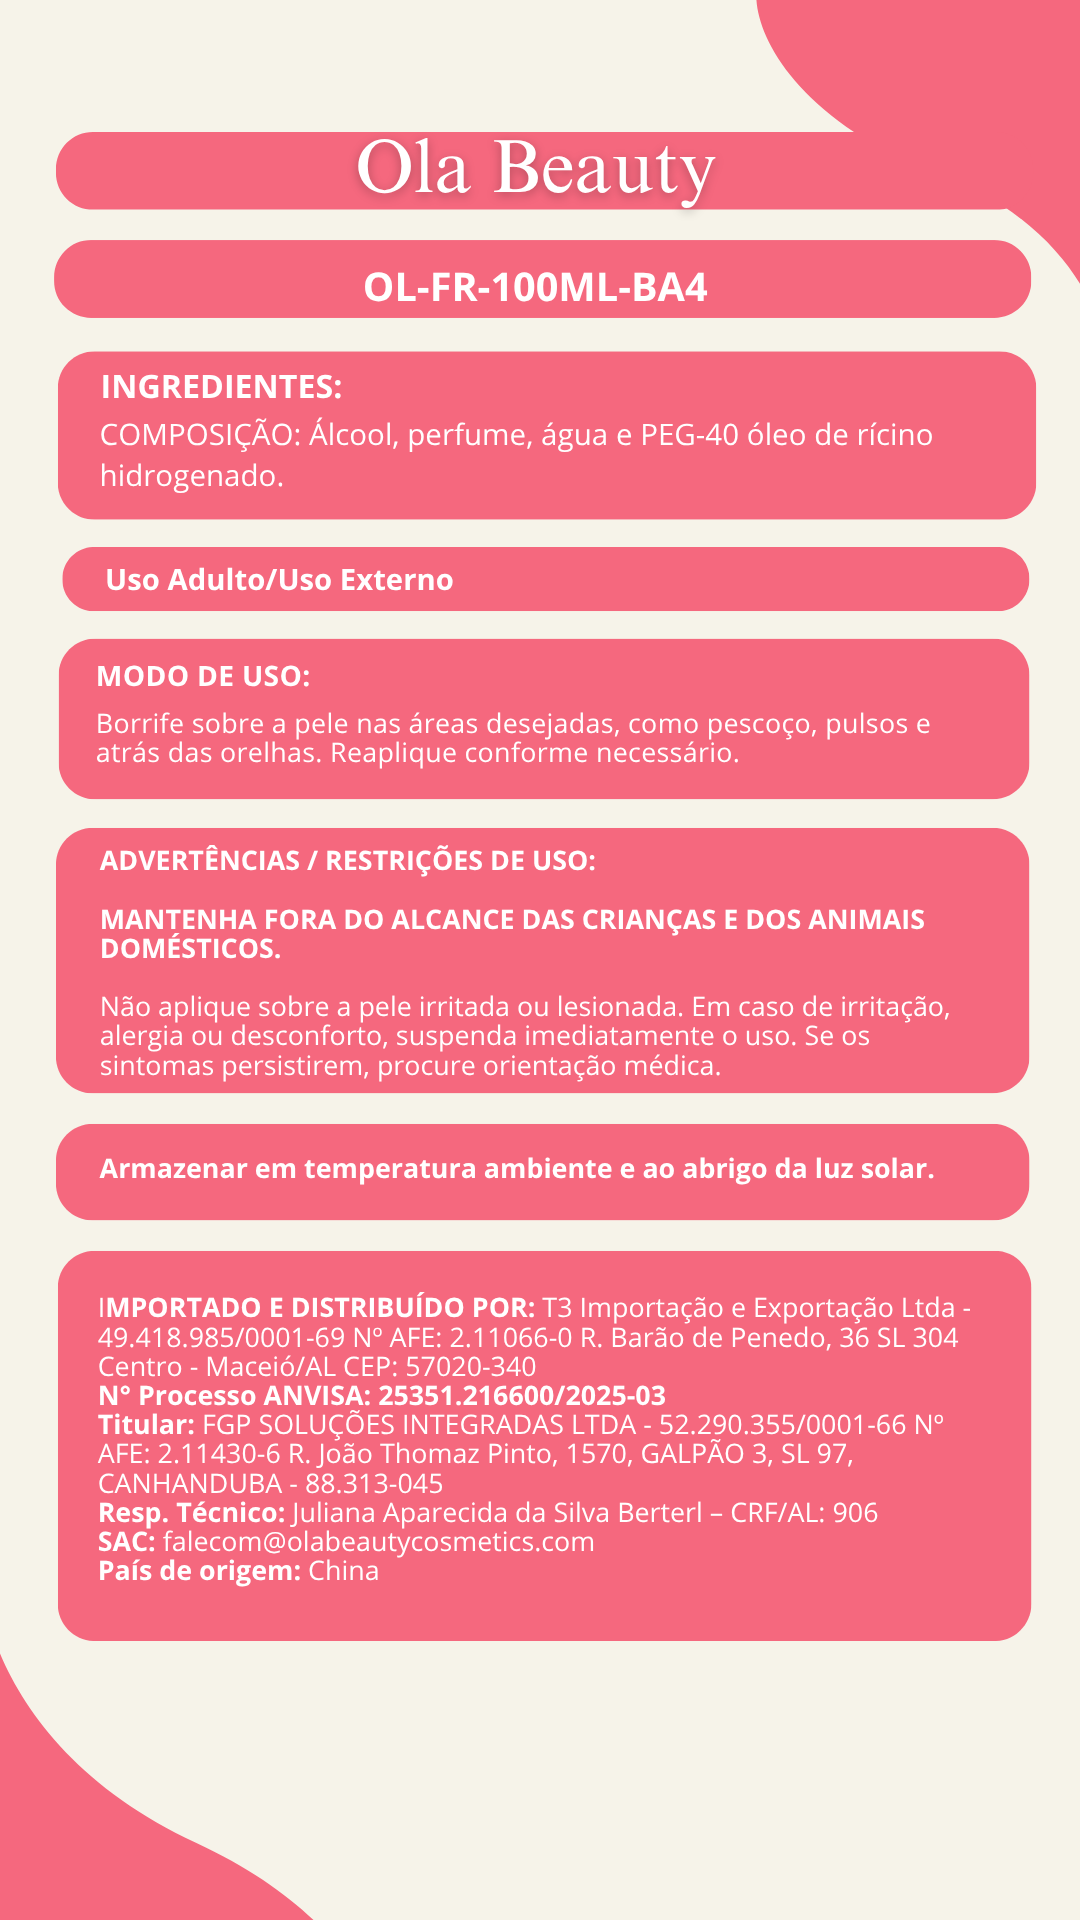 Ola Beauty
OL-FR-100ML-BA4
INGREDIENTES:
COMPOSIÇÃO: Álcool, perfume, água e PEG-40 óleo de rícino
hidrogenado.
Uso Adulto/Uso Externo
MODO DE USO:
Borrife sobre a pele nas áreas desejadas, como pescoço, pulsos e
atrás das orelhas. Reaplique conforme necessário.
ADVERTÊNCIAS / RESTRIÇÕES DE USO:
MANTENHA FORA DO ALCANCE DAS CRIANÇAS E DOS ANIMAIS
DOMÉSTICOS.
Não aplique sobre a pele irritada ou lesionada. Em caso de irritação,
alergia ou desconforto, suspenda imediatamente o uso. Se os
sintomas persistirem, procure orientação médica.
Armazenar em temperatura ambiente e ao abrigo da luz solar.
IMPORTADO E DISTRIBUÍDO POR: T3 Importação e Exportação Ltda -
49.418.985/0001-69 Nº AFE: 2.11066-0 R. Barão de Penedo, 36 SL 304
Centro - Maceió/AL CEP: 57020-340
N° Processo ANVISA: 25351.216600/2025-03
Titular: FGP SOLUÇÕES INTEGRADAS LTDA - 52.290.355/0001-66 Nº
AFE: 2.11430-6 R. João Thomaz Pinto, 1570, GALPÃO 3, SL 97,
CANHANDUBA - 88.313-045
Resp. Técnico: Juliana Aparecida da Silva Berterl – CRF/AL: 906
SAC: falecom@olabeautycosmetics.com
País de origem: China